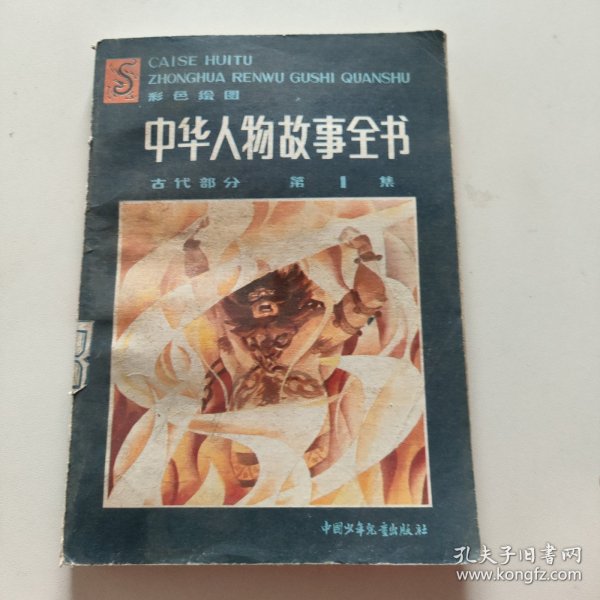 CAISE HUITU
ZHONGHUA RENWU GUSHI QUANSHU
彩色绘图
中华人物故事全书
古代部分 第1集
中國少年兒童出版社
孔夫子旧书网
www.kongfz.com